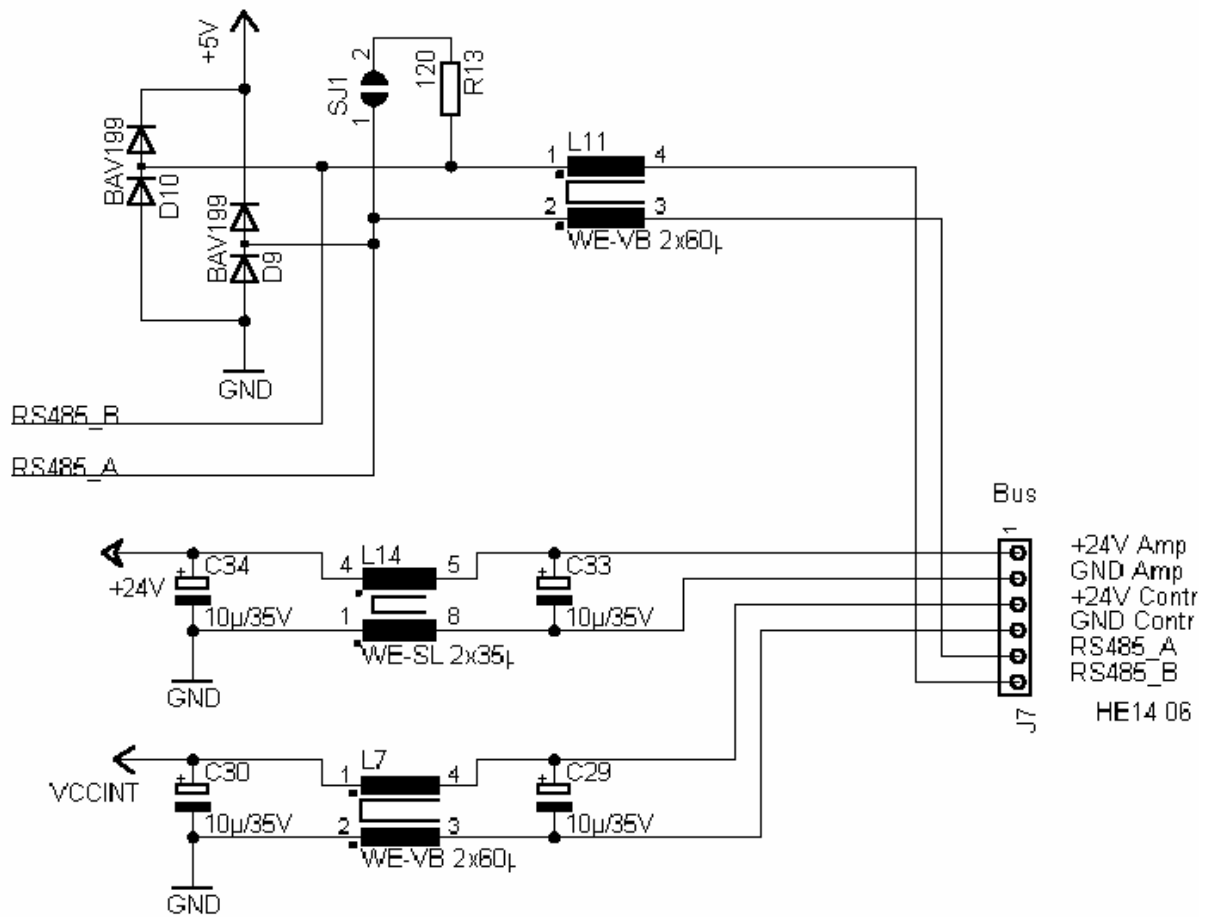 +5V
2
SJ1
1
120
R13
BAV199
D10
BAV199
D9
L11
1
4
2
3
WE-VB 2x60µ
GND
RS485_B
RS485_A
Bus
1
+24V Amp
GND Amp
+24V Contr
GND Contr
RS485_A
RS485_B
J7
HE14 06
+24V
+
C34
10µ/35V
L14
4
5
1
8
WE-SL 2x35µ
+
C33
10µ/35V
GND
VCCINT
+
C30
10µ/35V
L7
1
4
2
3
WE-VB 2x60µ
+
C29
10µ/35V
GND